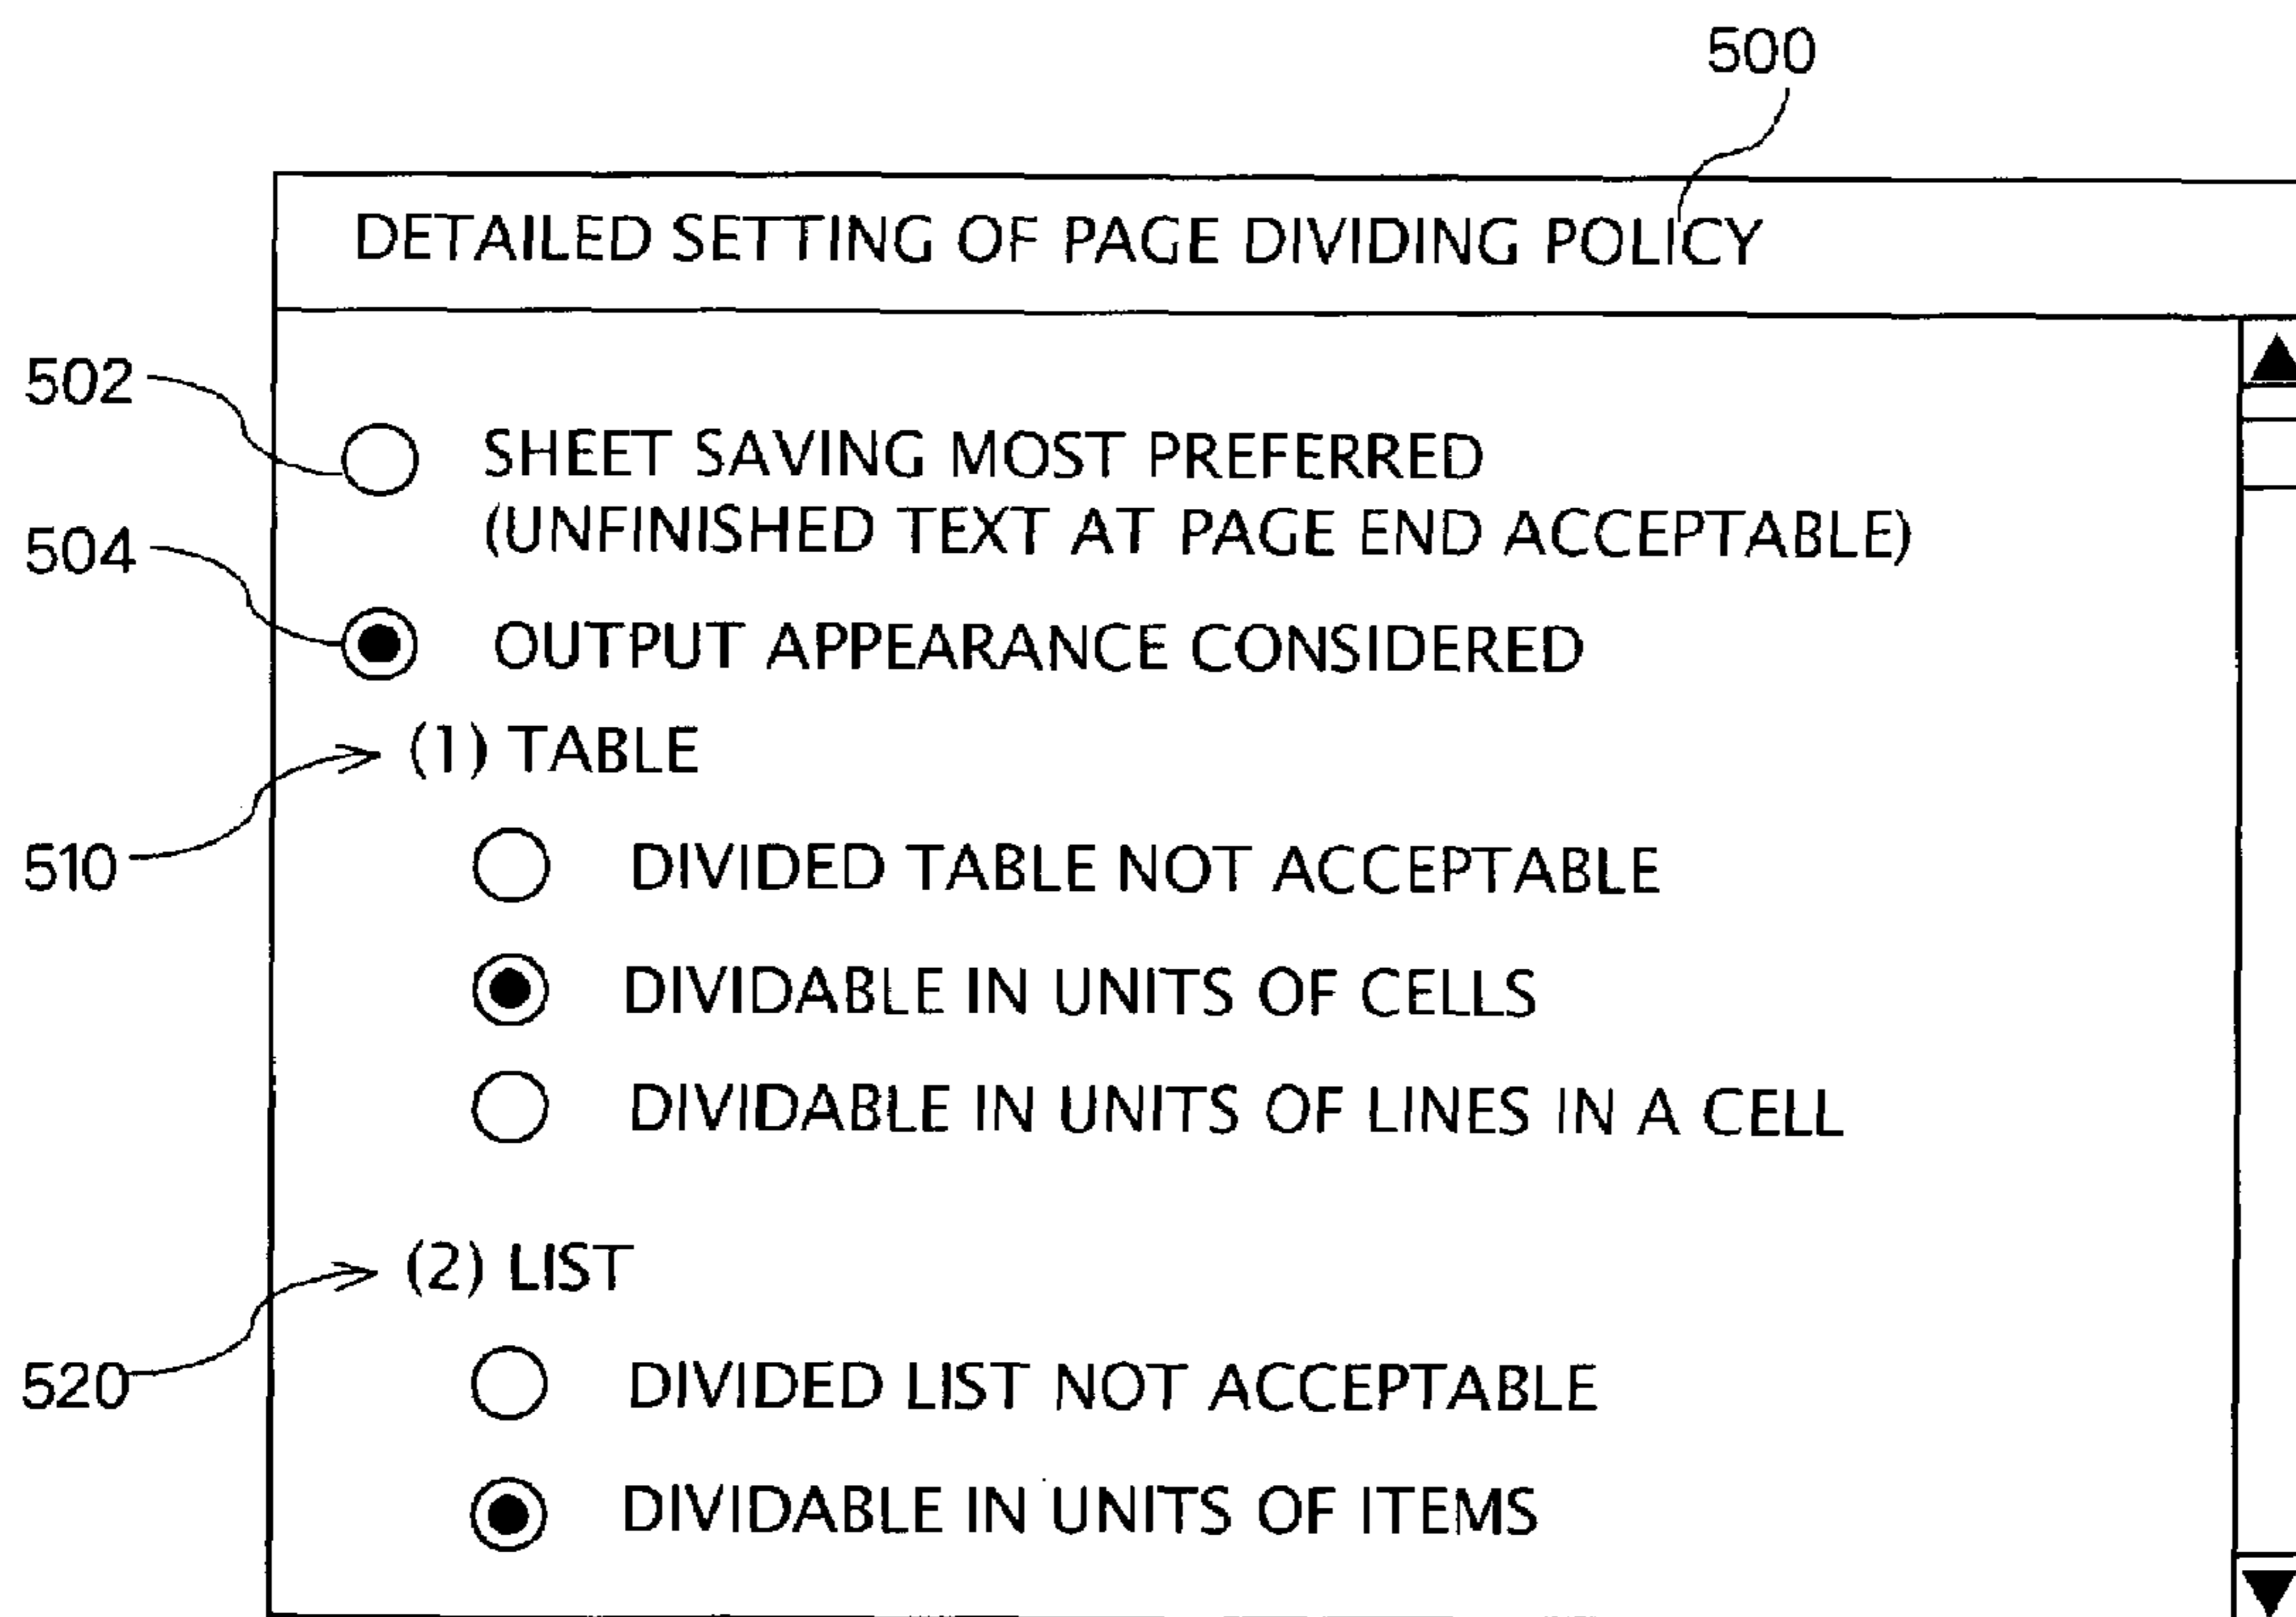 500
DETAILED SETTING OF PAGE DIVIDING POLICY
502
SHEET SAVING MOST PREFERRED
(UNFINISHED TEXT AT PAGE END ACCEPTABLE)
504
OUTPUT APPEARANCE CONSIDERED
(1) TABLE
510
DIVIDED TABLE NOT ACCEPTABLE
DIVIDABLE IN UNITS OF CELLS
DIVIDABLE IN UNITS OF LINES IN A CELL
(2) LIST
520
DIVIDED LIST NOT ACCEPTABLE
DIVIDABLE IN UNITS OF ITEMS